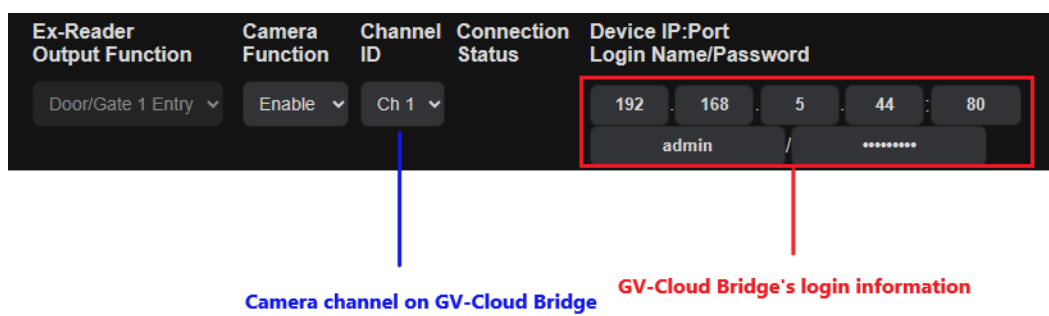 Ex-Reader Camera Channel Connection Device IP:Port
Output Function Function ID Status Login Name/Password
Door/Gate 1 Entry Enable Ch 1 192 . 168 . 5 . 44 : 80
admin / •••••••••
GV-Cloud Bridge's login information
Camera channel on GV-Cloud Bridge